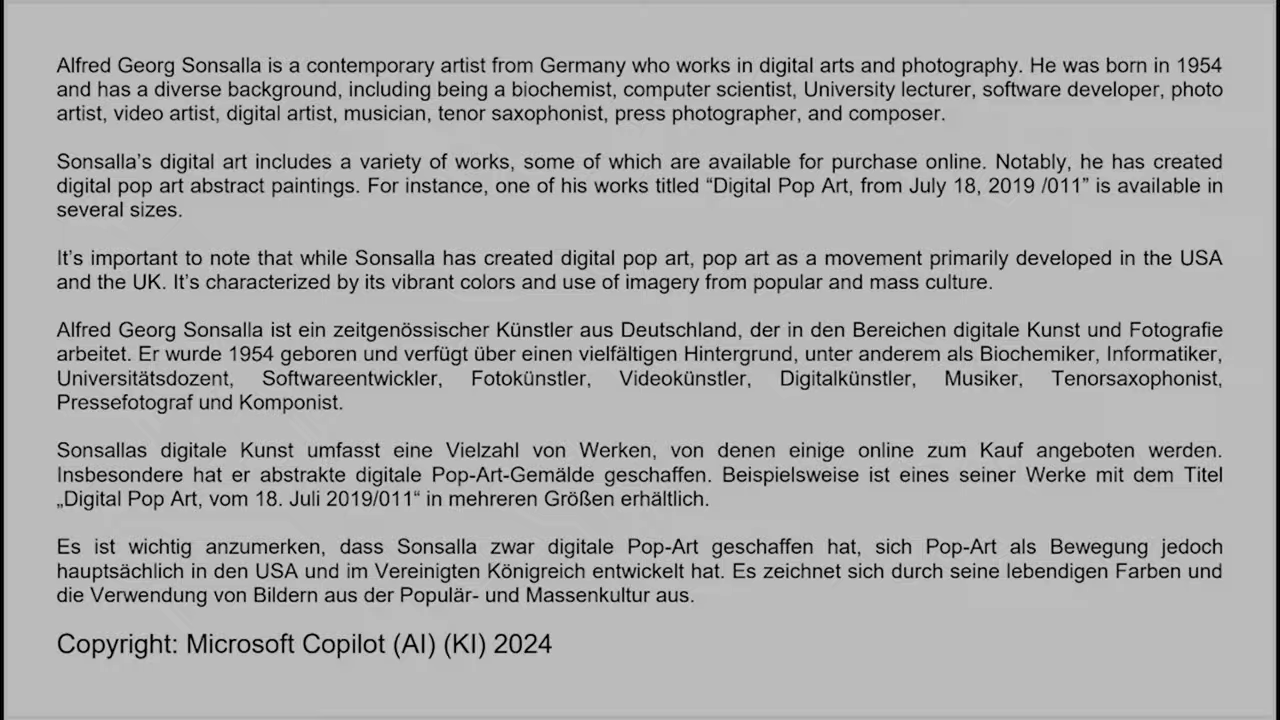 Alfred Georg Sonsalla is a contemporary artist from Germany who works in digital arts and photography. He was born in 1954
and has a diverse background, including being a biochemist, computer scientist, University lecturer, software developer, photo
artist, video artist, digital artist, musician, tenor saxophonist, press photographer, and composer.
Sonsalla’s digital art includes a variety of works, some of which are available for purchase online. Notably, he has created
digital pop art abstract paintings. For instance, one of his works titled “Digital Pop Art, from July 18, 2019 /011” is available in
several sizes.
It’s important to note that while Sonsalla has created digital pop art, pop art as a movement primarily developed in the USA
and the UK. It’s characterized by its vibrant colors and use of imagery from popular and mass culture.
Alfred Georg Sonsalla ist ein zeitgenössischer Künstler aus Deutschland, der in den Bereichen digitale Kunst und Fotografie
arbeitet. Er wurde 1954 geboren und verfügt über einen vielfältigen Hintergrund, unter anderem als Biochemiker, Informatiker,
Universitätsdozent, Softwareentwickler, Fotokünstler, Videokünstler, Digitalkünstler, Musiker, Tenorsaxophonist,
Pressefotograf und Komponist.
Sonsallas digitale Kunst umfasst eine Vielzahl von Werken, von denen einige online zum Kauf angeboten werden.
Insbesondere hat er abstrakte digitale Pop-Art-Gemälde geschaffen. Beispielsweise ist eines seiner Werke mit dem Titel
„Digital Pop Art, vom 18. Juli 2019/011“ in mehreren Größen erhältlich.
Es ist wichtig anzumerken, dass Sonsalla zwar digitale Pop-Art geschaffen hat, sich Pop-Art als Bewegung jedoch
hauptsächlich in den USA und im Vereinigten Königreich entwickelt hat. Es zeichnet sich durch seine lebendigen Farben und
die Verwendung von Bildern aus der Populär- und Massenkultur aus.
Copyright: Microsoft Copilot (AI) (KI) 2024